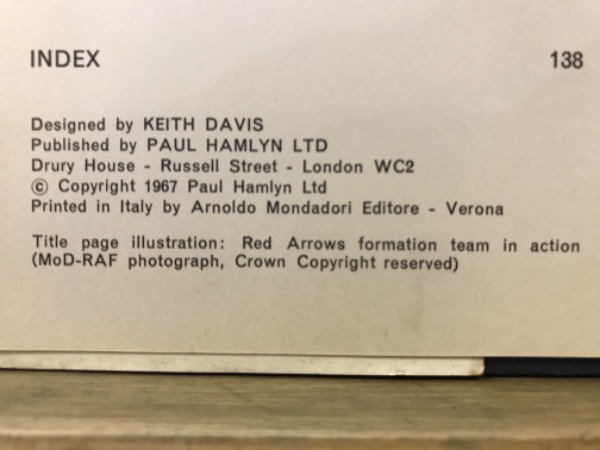 INDEX 138
Designed by KEITH DAVIS
Published by PAUL HAMLYN LTD
Drury House - Russell Street - London WC2
© Copyright 1967 Paul Hamlyn Ltd
Printed in Italy by Arnoldo Mondadori Editore - Verona
Title page illustration: Red Arrows formation team in action
(MoD-RAF photograph, Crown Copyright reserved)